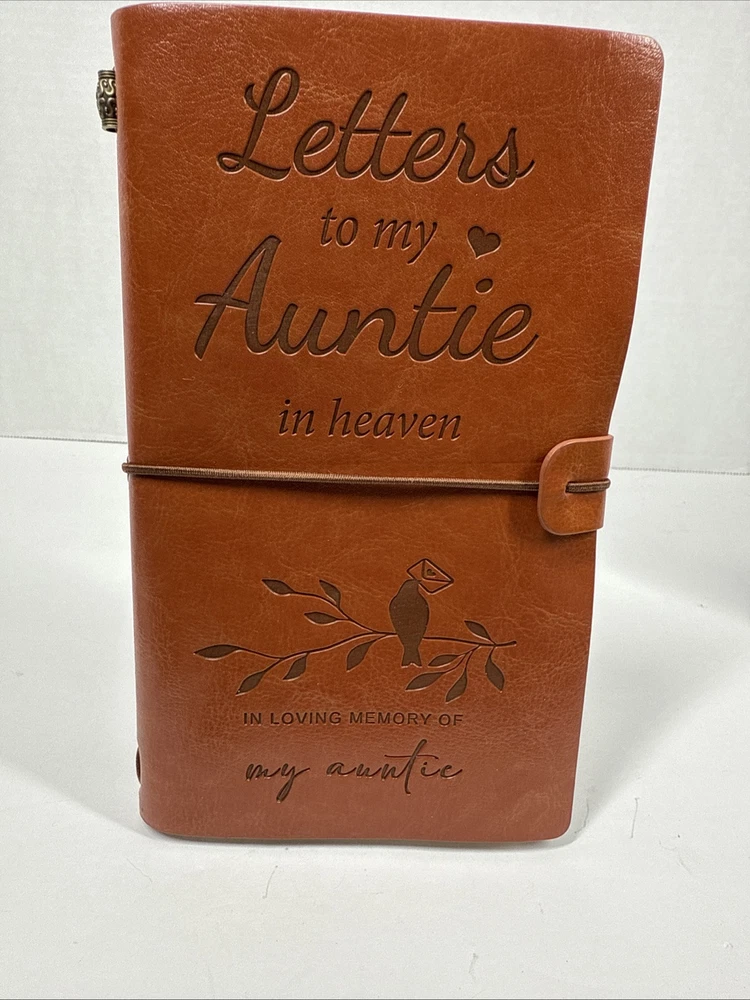 Letters
to my
Auntie
in heaven
IN LOVING MEMORY OF
my auntie